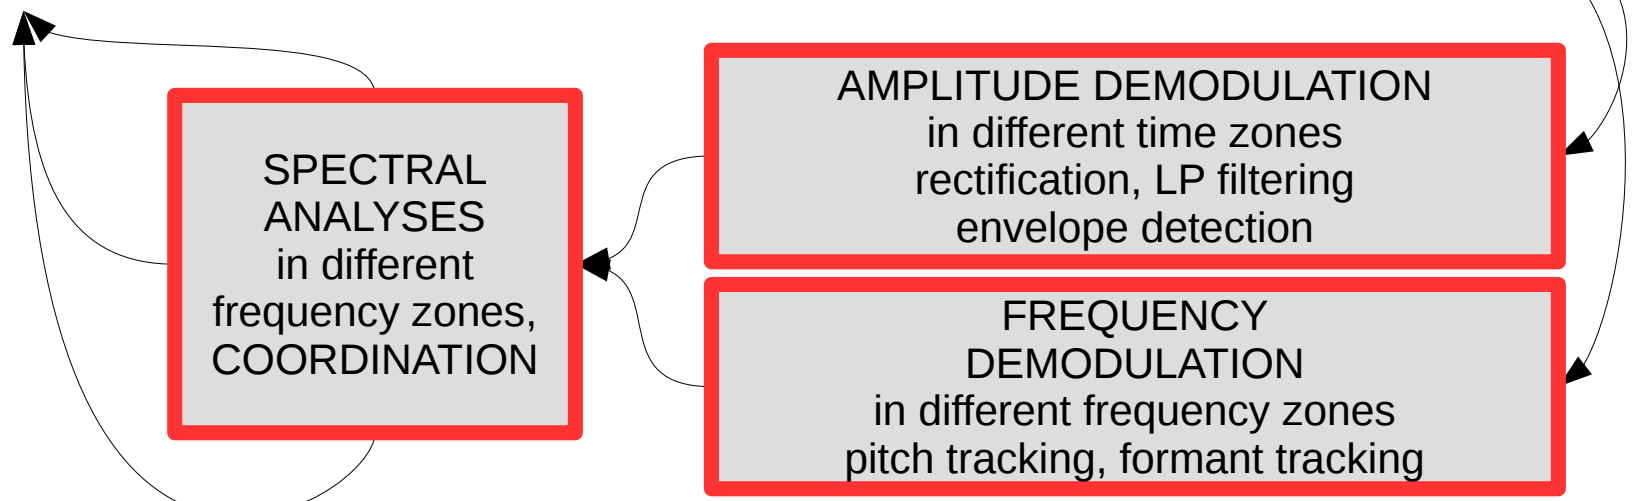 SPECTRAL
ANALYSES
in different
frequency zones,
COORDINATION
AMPLITUDE DEMODULATION
in different time zones
rectification, LP filtering
envelope detection
FREQUENCY
DEMODULATION
in different frequency zones
pitch tracking, formant tracking